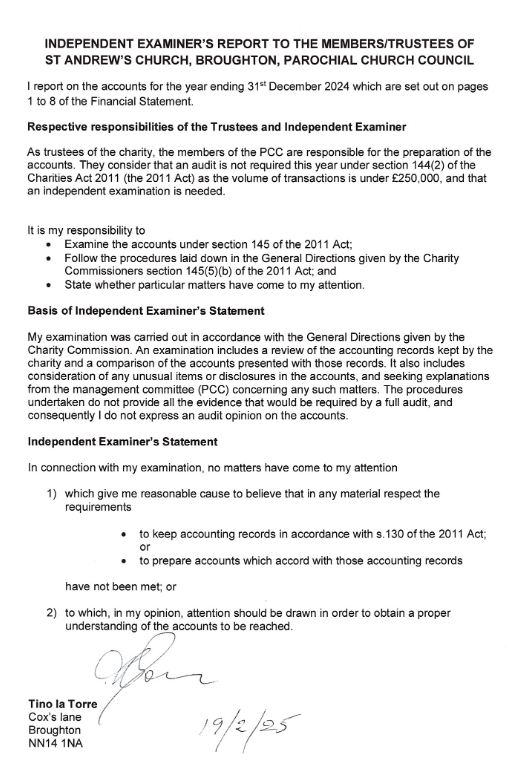 INDEPENDENT EXAMINER'S REPORT TO THE MEMBERS/TRUSTEES OF
ST ANDREW'S CHURCH, BROUGHTON, PAROCHIAL CHURCH COUNCIL
I report on the accounts for the year ending 31st December 2024 which are set out on pages
1 to 8 of the Financial Statement.
Respective responsibilities of the Trustees and Independent Examiner
As trustees of the charity, the members of the PCC are responsible for the preparation of the
accounts. They consider that an audit is not required this year under section 144(2) of the
Charities Act 2011 (the 2011 Act) as the volume of transactions is under £250,000, and that
an independent examination is needed.
It is my responsibility to
• Examine the accounts under section 145 of the 2011 Act;
• Follow the procedures laid down in the General Directions given by the Charity
Commissioners section 145(5)(b) of the 2011 Act; and
• State whether particular matters have come to my attention.
Basis of Independent Examiner's Statement
My examination was carried out in accordance with the General Directions given by the
Charity Commission. An examination includes a review of the accounting records kept by the
charity and a comparison of the accounts presented with those records. It also includes
consideration of any unusual items or disclosures in the accounts, and seeking explanations
from the management committee (PCC) concerning any such matters. The procedures
undertaken do not provide all the evidence that would be required by a full audit, and
consequently I do not express an audit opinion on the accounts.
Independent Examiner's Statement
In connection with my examination, no matters have come to my attention
1) which give me reasonable cause to believe that in any material respect the
requirements
• to keep accounting records in accordance with s.130 of the 2011 Act;
or
• to prepare accounts which accord with those accounting records
have not been met; or
2) to which, in my opinion, attention should be drawn in order to obtain a proper
understanding of the accounts to be reached.
Tino la Torre
Cox's lane
Broughton
NN14 1NA
19/2/25